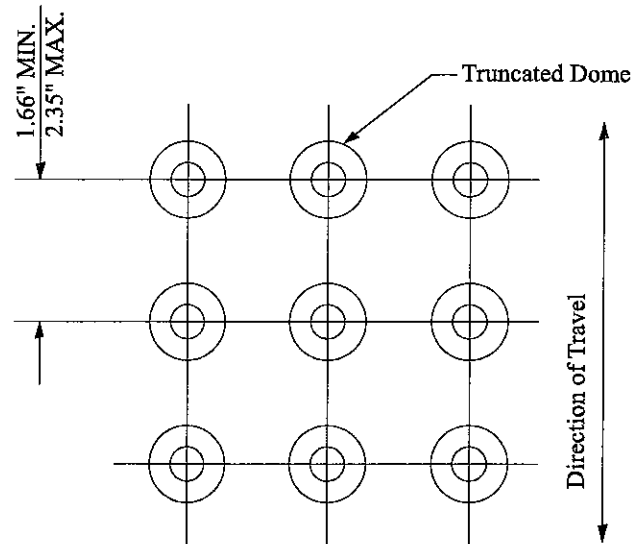 1.66" MIN.
2.35" MAX.
Truncated Dome
Direction of Travel